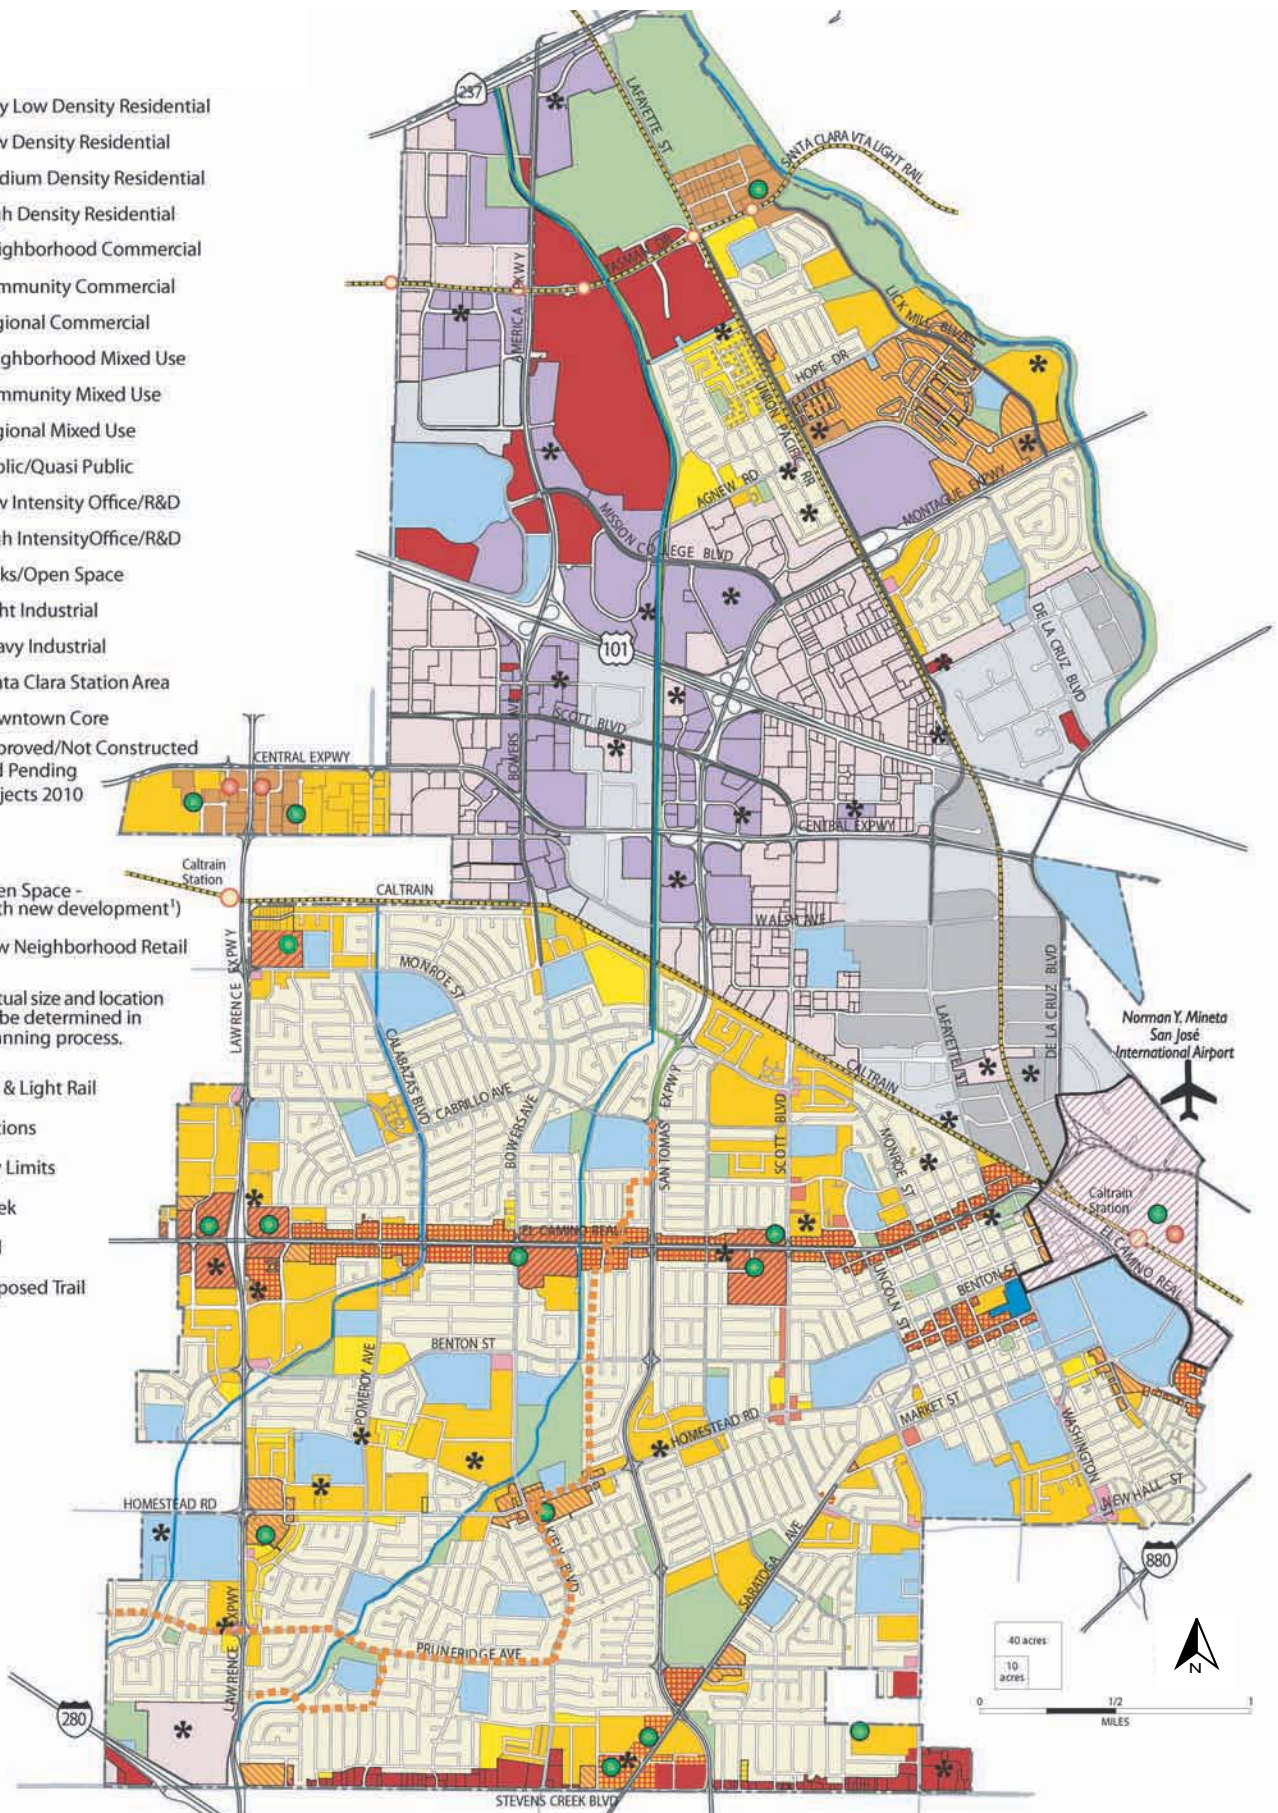 y Low Density Residential
w Density Residential
dium Density Residential
gh Density Residential
eighborhood Commercial
mmunity Commercial
gional Commercial
ighborhood Mixed Use
mmunity Mixed Use
gional Mixed Use
blic/Quasi Public
w Intensity Office/R&D
gh IntensityOffice/R&D
ks/Open Space
ht Industrial
avy Industrial
nta Clara Station Area
wntown Core
proved/Not Constructed
d Pending
jects 2010
en Space -
th new development¹)
w Neighborhood Retail
tual size and location
be determined in
anning process.
& Light Rail
tions
y Limits
ek
l
posed Trail
237
LAFAYETTE ST
SANTA CLARA VTA LIGHT RAIL
TASMAN DR
AMERICA PKWY
LICK MILL BLVD
HOPE DR
UNION PACIFIC RR
AGNEW RD
MONTAGUE EXPWY
MISSION COLLEGE BLVD
DE LA CRUZ BLVD
101
SCOTT BLVD
BOWERS AVE
CENTRAL EXPWY
CENTRAL EXPWY
Caltrain
Station
CALTRAIN
WALSH AVE
LAWRENCE EXPWY
MONROE ST
DE LA CRUZ BLVD
LAFAYETTE ST
Norman Y. Mineta
San José
International Airport
CALABAZAS BLVD
CABRILLO AVE
BOWERS AVE
SAN TOMAS EXPWY
SCOTT BLVD
CALTRAIN
MONROE ST
Caltrain
Station
EL CAMINO REAL
EL CAMINO REAL
BENTON ST
LINCOLN ST
BENTON ST
POMEROY AVE
HOMESTEAD RD
MARKET ST
WASHINGTON
NEWHALL ST
HOMESTEAD RD
KIELY BLVD
SARATOGA AVE
880
LAWRENCE EXPWY
PRUNERIDGE AVE
40 acres
10
acres
N
0
1/2
1
MILES
280
STEVENS CREEK BLVD